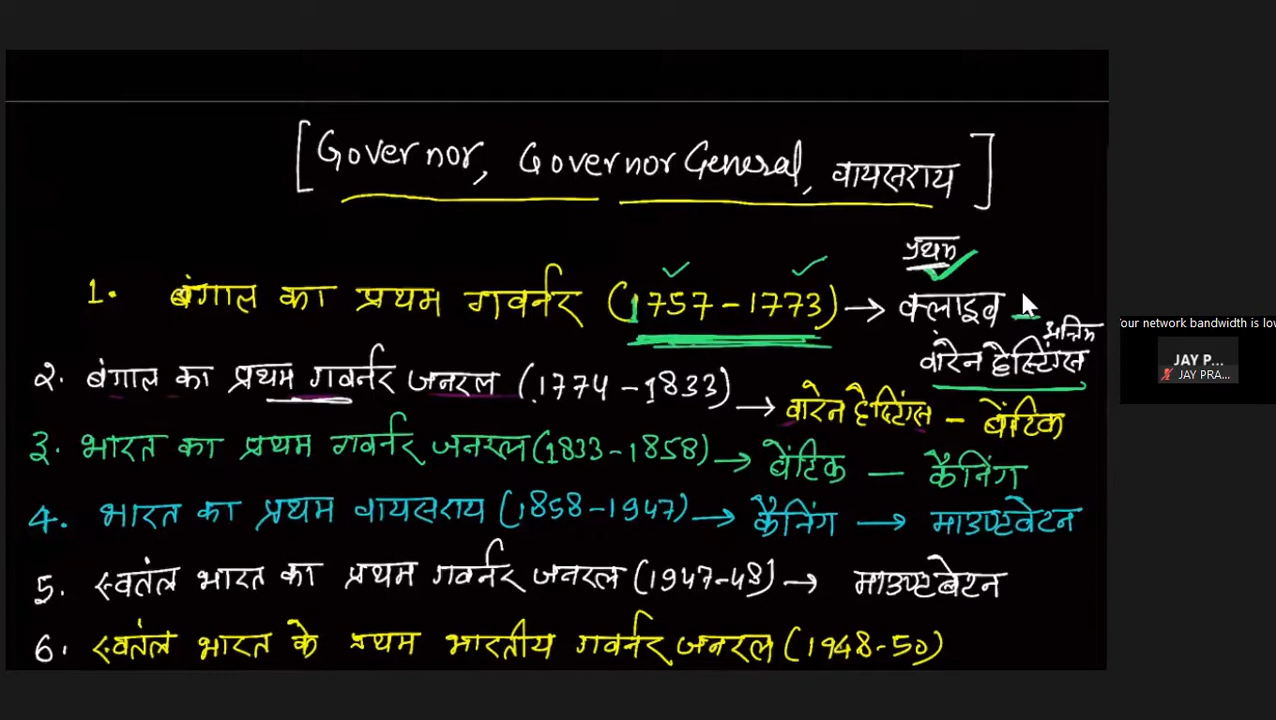 [Governor, Governor General, वायसराय]
प्रथम
1. बंगाल का प्रथम गवर्नर (1757-1773) → क्लाइव -
अन्तिम
वारेन हेस्टिंग्स
2. बंगाल का प्रथम गवर्नर जनरल (1774-1833) → वारेन हेस्टिंग्स - बेंटिक
3. भारत का प्रथम गवर्नर जनरल (1833-1858) → बेंटिक - कैनिंग
4. भारत का प्रथम वायसराय (1858-1947) → कैनिंग → माउण्टबेटन
5. स्वतंत्र भारत का प्रथम गवर्नर जनरल (1947-48) → माउण्टबेटन
6. स्वतंत्र भारत के प्रथम भारतीय गवर्नर जनरल (1948-50)
Your network bandwidth is low
JAY P...
JAY PRA...